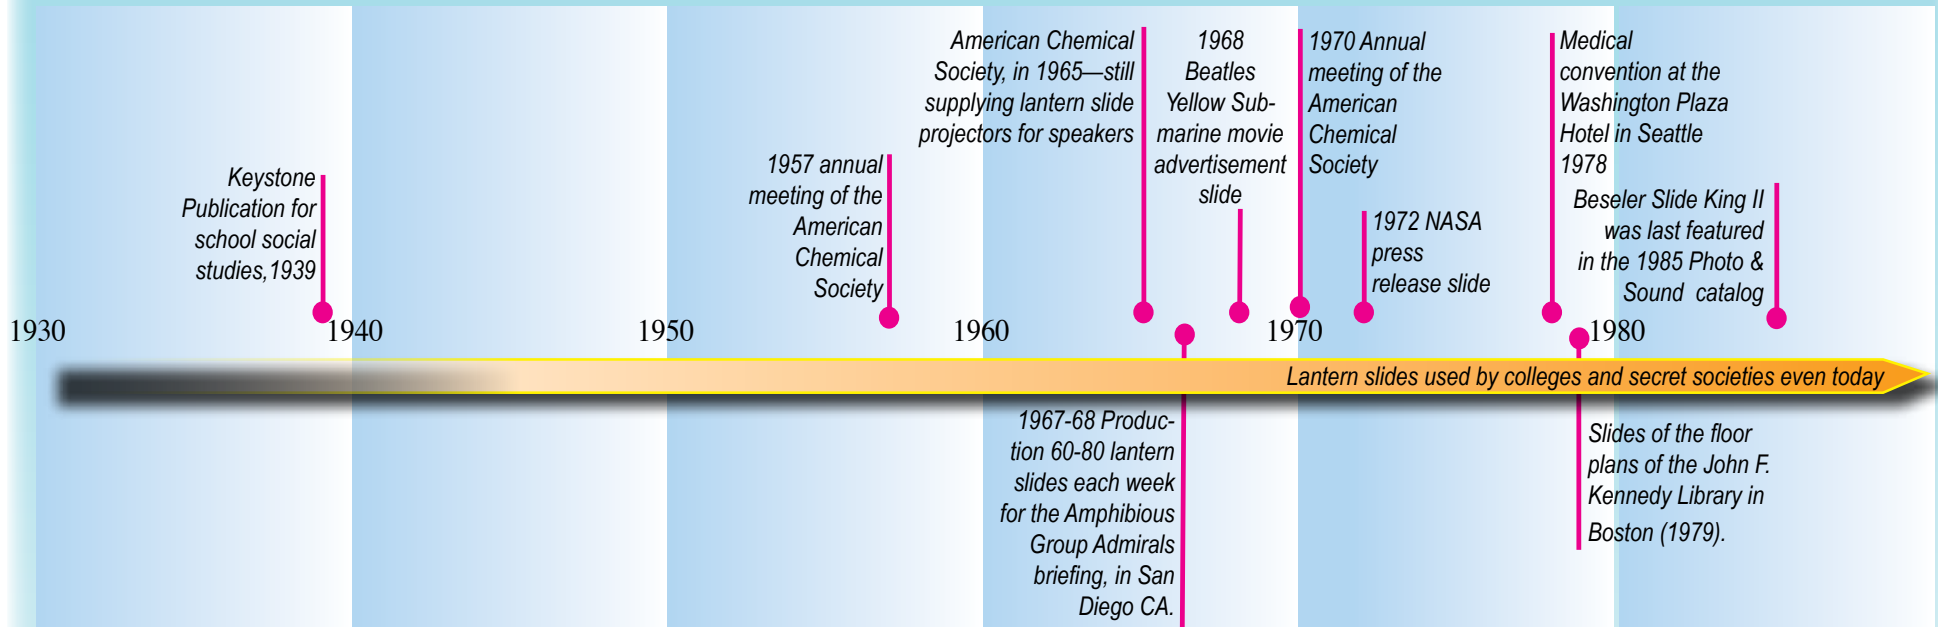 Keystone
Publication for
school social
studies,1939
1957 annual
meeting of the
American
Chemical
Society
American Chemical
Society, in 1965—still
supplying lantern slide
projectors for speakers
1968
Beatles
Yellow Sub-
marine movie
advertisement
slide
1970 Annual
meeting of the
American
Chemical
Society
1972 NASA
press
release slide
Medical
convention at the
Washington Plaza
Hotel in Seattle
1978
Beseler Slide King II
was last featured
in the 1985 Photo &
Sound catalog
1930
1940
1950
1960
1970
1980
Lantern slides used by colleges and secret societies even today
1967-68 Produc-
tion 60-80 lantern
slides each week
for the Amphibious
Group Admirals
briefing, in San
Diego CA.
Slides of the floor
plans of the John F.
Kennedy Library in
Boston (1979).